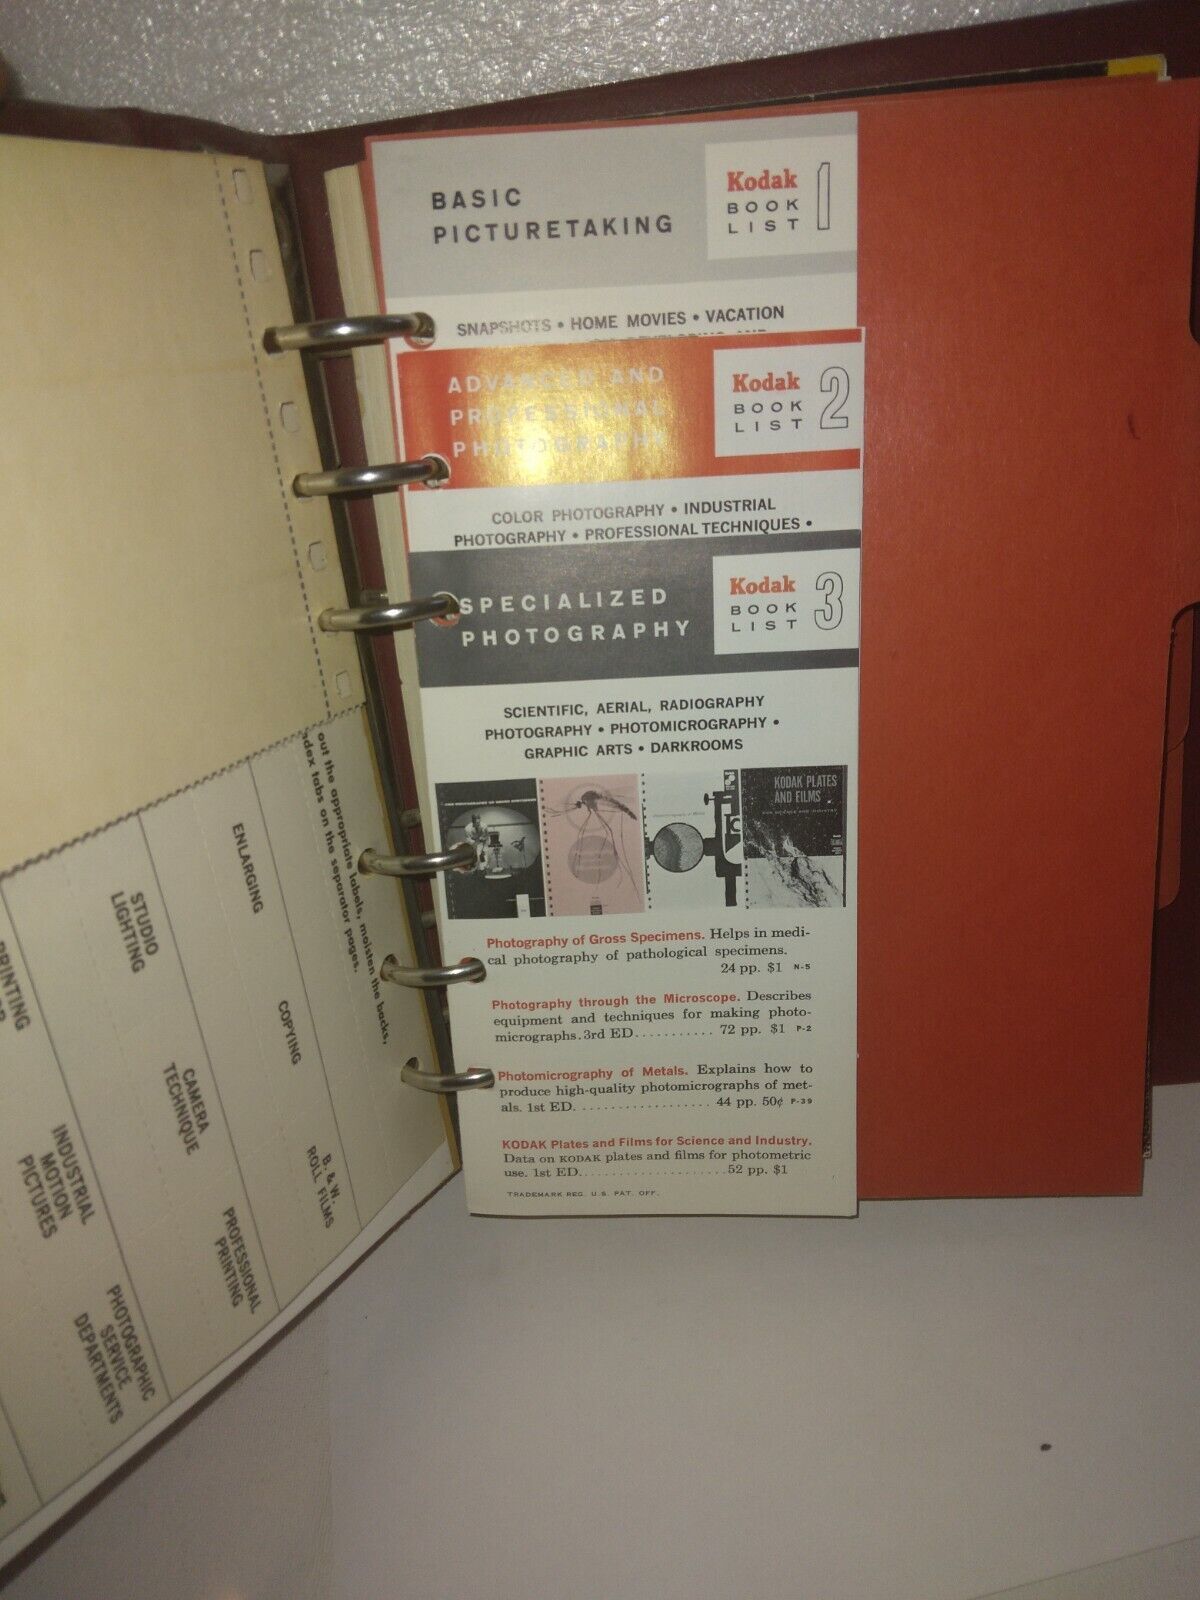 BASIC
PICTURETAKING
Kodak
BOOK
LIST 1
SNAPSHOTS • HOME MOVIES • VACATION
ADVANCED AND
PROFESSIONAL
PHOTOGRAPHY
Kodak
BOOK
LIST 2
COLOR PHOTOGRAPHY • INDUSTRIAL
PHOTOGRAPHY • PROFESSIONAL TECHNIQUES •
SPECIALIZED
PHOTOGRAPHY
Kodak
BOOK
LIST 3
SCIENTIFIC, AERIAL, RADIOGRAPHY
PHOTOGRAPHY • PHOTOMICROGRAPHY •
GRAPHIC ARTS • DARKROOMS
KODAK PLATES
AND FILMS
Photography of Gross Specimens. Helps in medi-
cal photography of pathological specimens.
24 pp. $1 N-5
Photography through the Microscope. Describes
equipment and techniques for making photo-
micrographs. 3rd ED........... 72 pp. $1 P-2
Photomicrography of Metals. Explains how to
produce high-quality photomicrographs of met-
als. 1st ED................... 44 pp. 50¢ P-39
KODAK Plates and Films for Science and Industry.
Data on KODAK plates and films for photometric
use. 1st ED.....................52 pp. $1
TRADEMARK REG. U.S. PAT. OFF.
out the appropriate labels, moisten the backs,
index tabs on the separator pages.
ENLARGING
COPYING
B. & W.
ROLL FILMS
STUDIO
LIGHTING
CAMERA
TECHNIQUE
PROFESSIONAL
PRINTING
PRINTING
INDUSTRIAL
MOTION
PICTURES
PHOTOGRAPHIC
SERVICE
DEPARTMENTS